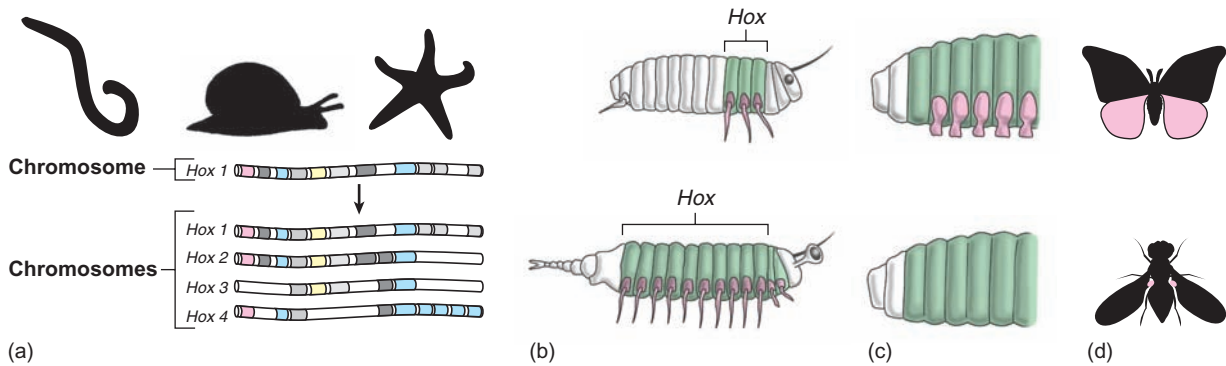 Hox
Chromosome
Hox 1
Chromosomes
Hox 1
Hox 2
Hox 3
Hox 4
Hox
(a)
(b)
(c)
(d)